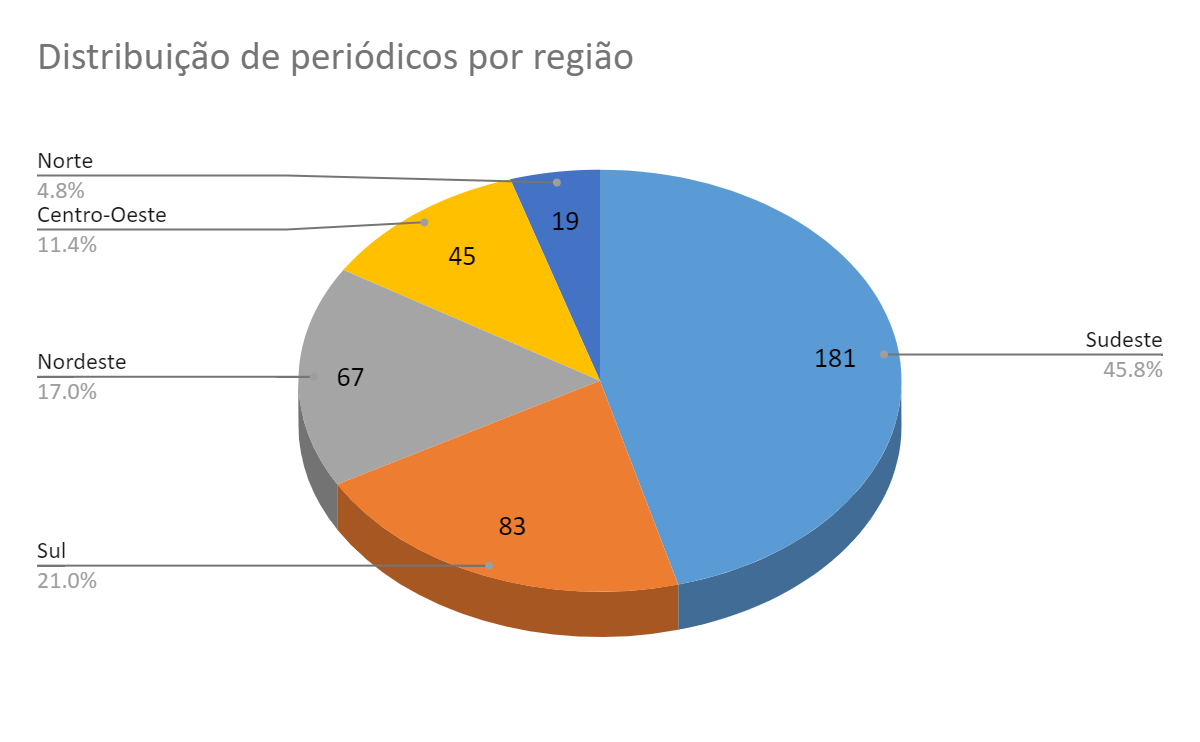 Distribuição de periódicos por região
Norte
4.8%
Centro-Oeste
11.4%
Nordeste
17.0%
Sul
21.0%
19
45
67
83
181
Sudeste
45.8%